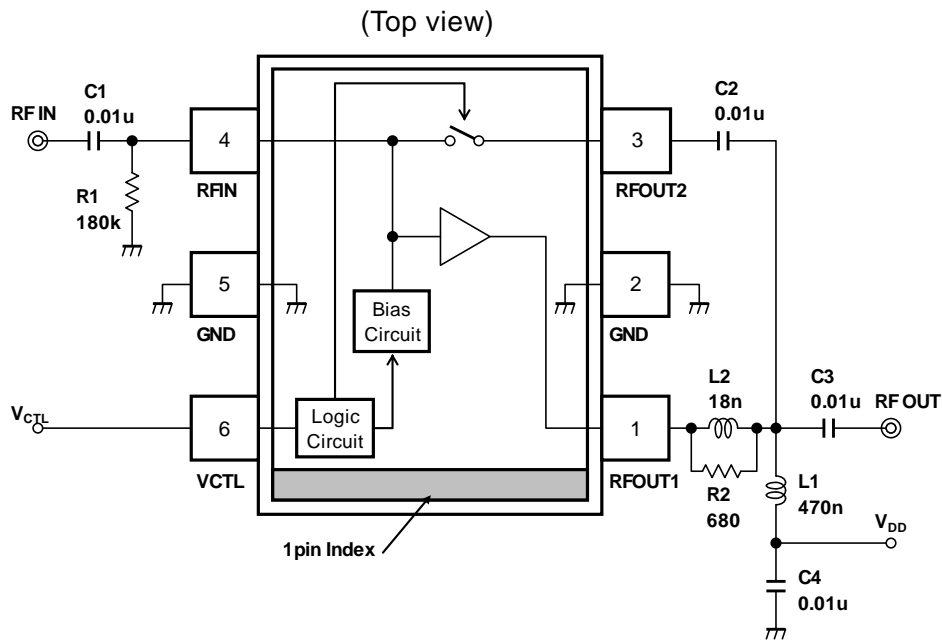 (Top view)
RF IN
C1
0.01u
R1
180k
4
RFIN
5
GND
V_CTL
6
VCTL
Logic
Circuit
Bias
Circuit
3
RFOUT2
2
GND
1
RFOUT1
C2
0.01u
L2
18n
R2
680
C3
0.01u
RF OUT
L1
470n
V_DD
C4
0.01u
1pin Index